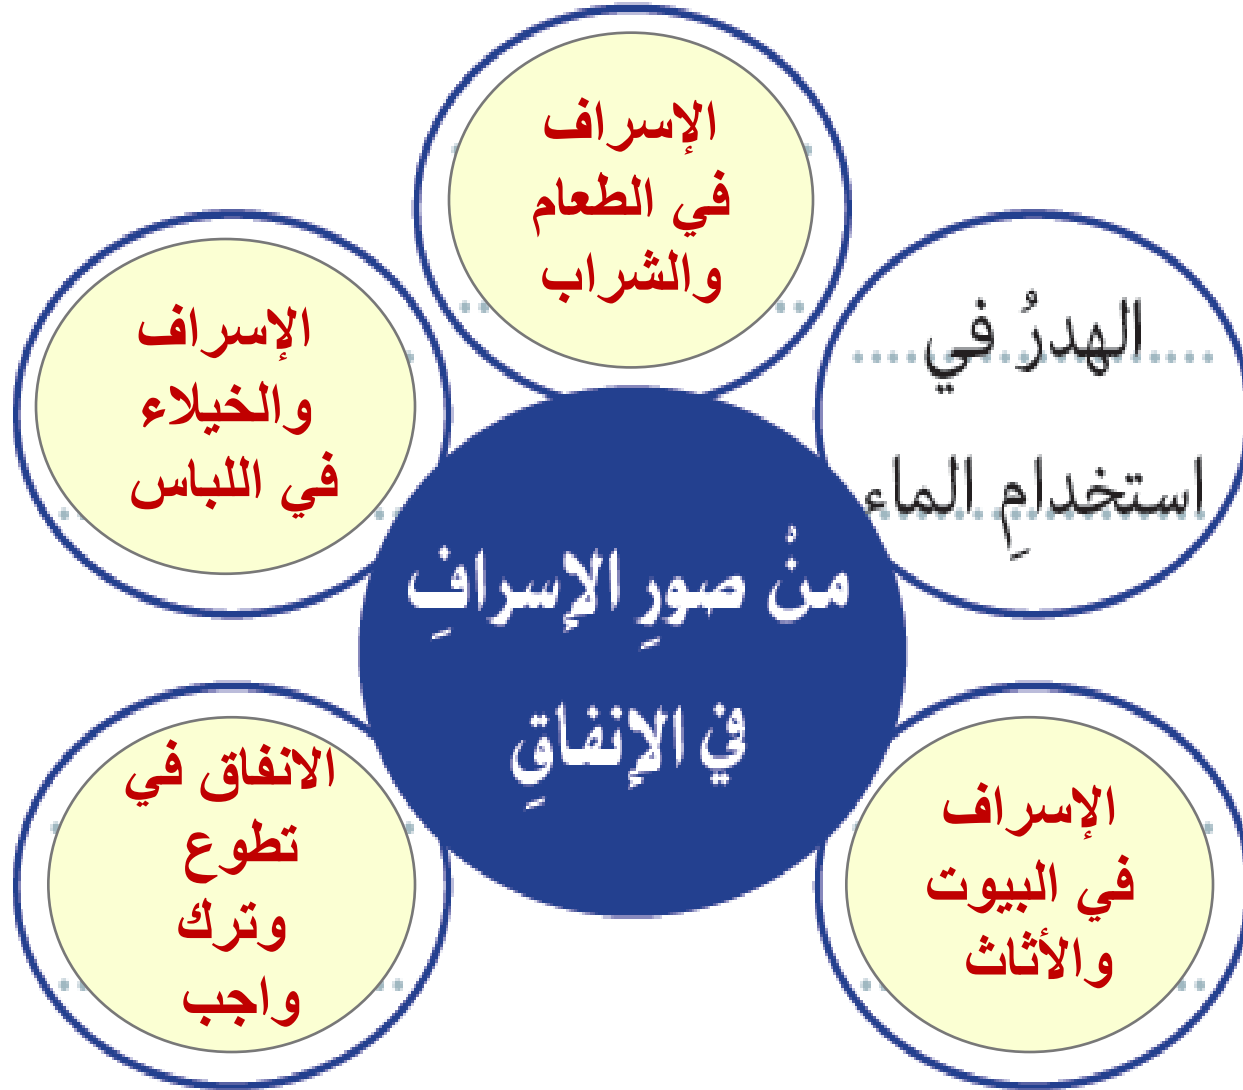 الإسراف
في الطعام
والشراب
الهدرُ في
استخدامِ الماء
الإسراف
والخيلاء
في اللباس
منْ صورِ الإسرافِ
في الإنفاقِ
الإسراف
في البيوت
والأثاث
الانفاق في
تطوع
وترك
واجب